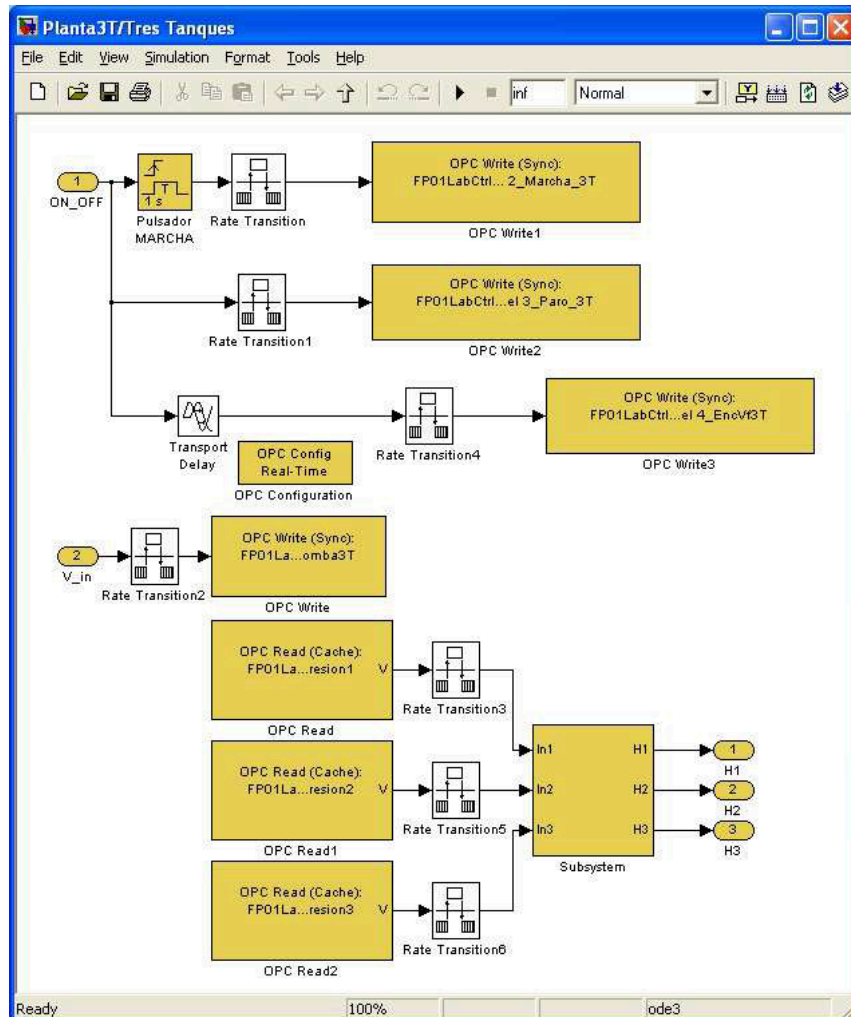 Planta3T/Tres Tanques
File Edit View Simulation Format Tools Help
inf Normal
1
ON_OFF
T
1 s
Pulsador
MARCHA
Rate Transition
OPC Write (Sync):
FP01LabCtrl... 2_Marcha_3T
OPC Write1
Rate Transition1
OPC Write (Sync):
FP01LabCtrl...el 3_Paro_3T
OPC Write2
Transport
Delay
Rate Transition4
OPC Write (Sync):
FP01LabCtrl...el 4_EncVf3T
OPC Write3
OPC Config
Real-Time
OPC Configuration
2
V_in
Rate Transition2
OPC Write (Sync):
FP01La...omba3T
OPC Write
OPC Read (Cache):
FP01La...resion1 V
OPC Read
Rate Transition3
OPC Read (Cache):
FP01La...resion2 V
OPC Read1
Rate Transition5
OPC Read (Cache):
FP01La...resion3 V
OPC Read2
Rate Transition6
In1 H1
In2 H2
In3 H3
Subsystem
1
H1
2
H2
3
H3
Ready 100% ode3